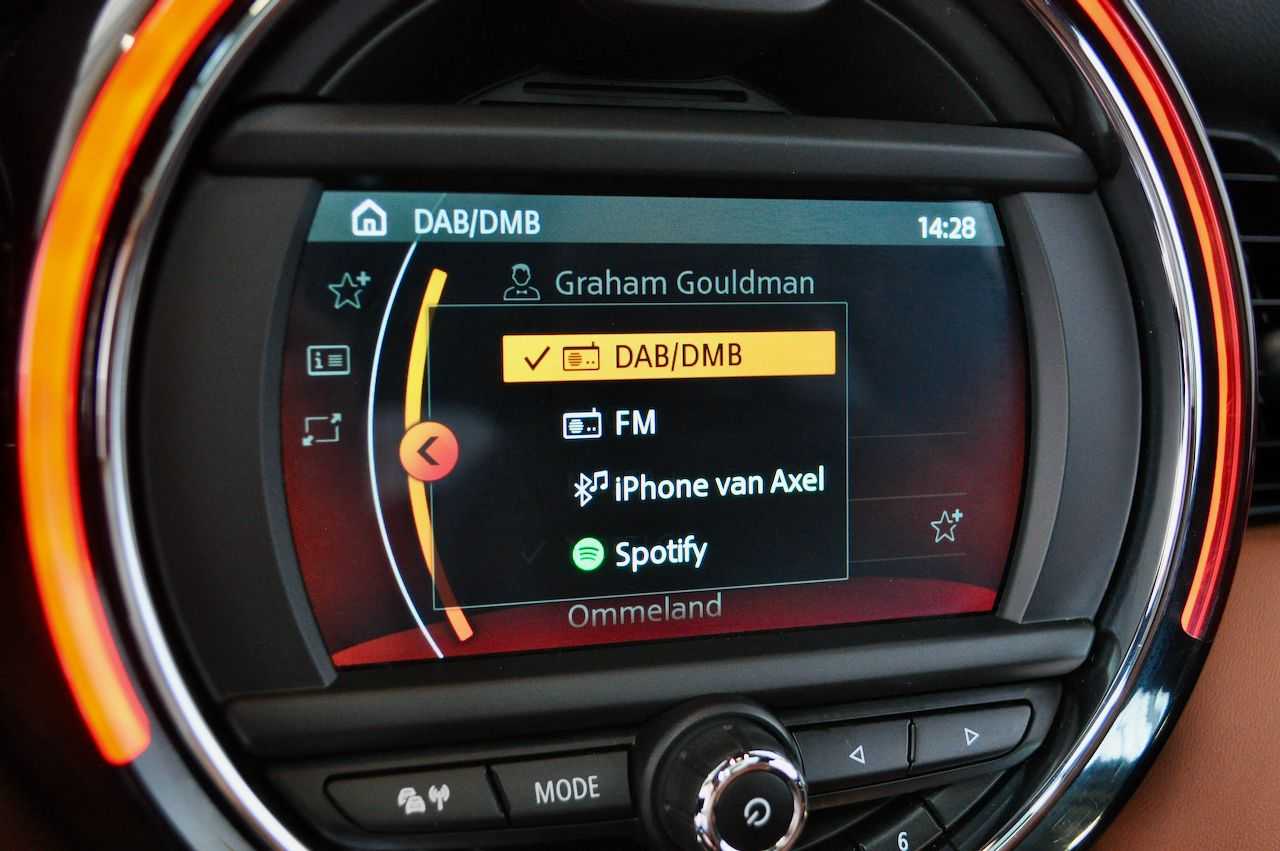 DAB/DMB 14:28
Graham Gouldman
DAB/DMB
FM
iPhone van Axel
Spotify
Ommeland
MODE
6